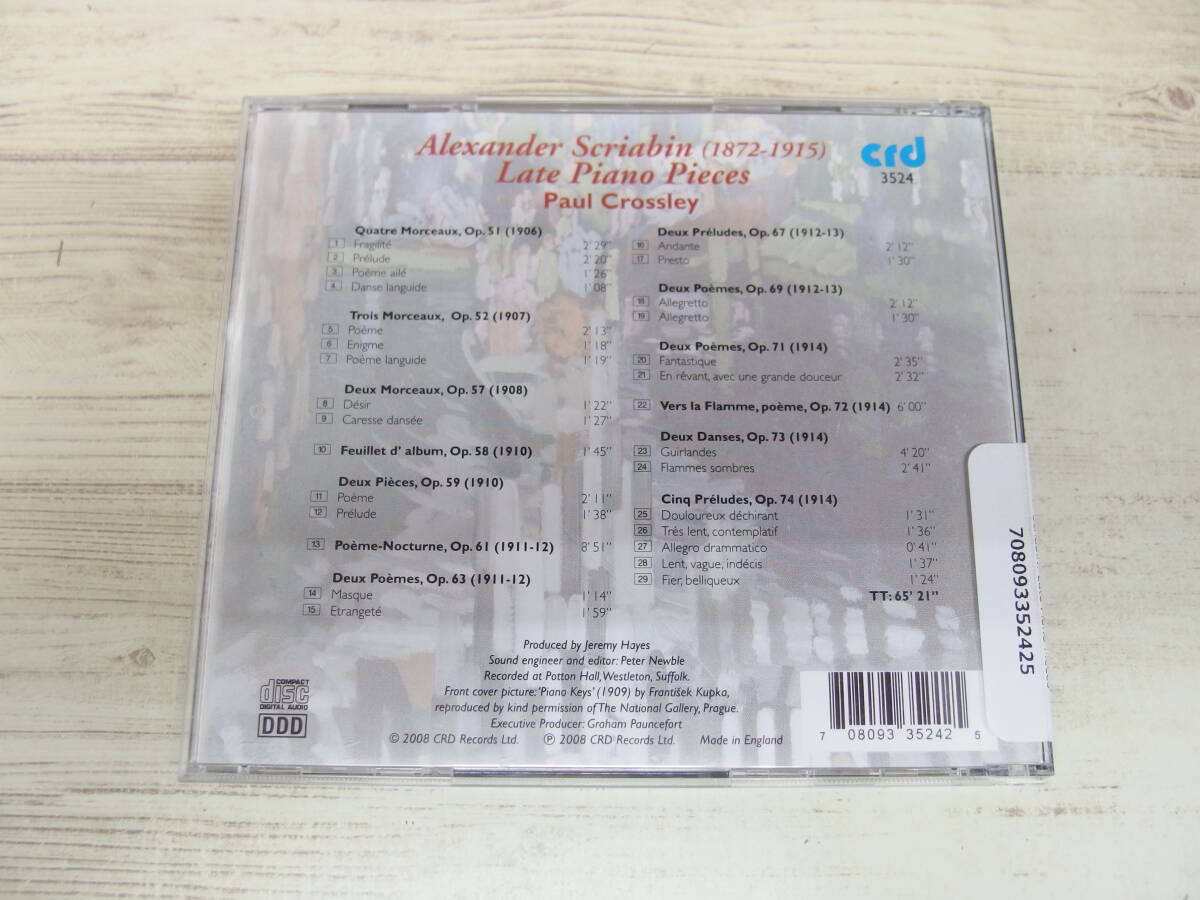 Alexander Scriabin (1872-1915)
Late Piano Pieces
Paul Crossley
crd
3524
Quatre Morceaux, Op. 51 (1906)
1 Fragilité 2' 29"
2 Prélude 2' 20"
3 Poème ailé 1' 26"
4 Danse languide 1' 08"
Trois Morceaux, Op. 52 (1907)
5 Poéme 2' 13"
6 Enigme 1' 18"
7 Poème languide 1' 19"
Deux Morceaux, Op. 57 (1908)
8 Désir 1' 22"
9 Caresse dansée 1' 27"
10 Feuillet d' album, Op. 58 (1910) 1' 45"
Deux Pièces, Op. 59 (1910)
11 Poème 2' 11"
12 Prélude 1' 38"
13 Poème-Nocturne, Op. 61 (1911-12) 8' 51"
Deux Poèmes, Op. 63 (1911-12)
14 Masque 1' 14"
15 Etrangeté 1' 59"
Deux Préludes, Op. 67 (1912-13)
16 Andante 2' 12"
17 Presto 1' 30"
Deux Poèmes, Op. 69 (1912-13)
18 Allegretto 2' 12"
19 Allegretto 1' 30"
Deux Poèmes, Op. 71 (1914)
20 Fantastique 2' 35"
21 En rêvant, avec une grande douceur 2' 32"
22 Vers la Flamme, poème, Op. 72 (1914) 6' 00"
Deux Danses, Op. 73 (1914)
23 Guirlandes 4' 20"
24 Flammes sombres 2' 41"
Cinq Préludes, Op. 74 (1914)
25 Douloureux déchirant 1' 31"
26 Très lent, contemplatif 1' 36"
27 Allegro drammatico 0' 41"
28 Lent, vague, indécis 1' 37"
29 Fier, belliqueux 1' 24"
TT: 65' 21"
Produced by Jeremy Hayes
Sound engineer and editor: Peter Newble
Recorded at Potton Hall, Westleton, Suffolk.
Front cover picture: 'Piano Keys' (1909) by František Kupka,
reproduced by kind permission of The National Gallery, Prague.
Executive Producer: Graham Pauncefort
© 2008 CRD Records Ltd. ℗ 2008 CRD Records Ltd. Made in England
COMPACT
disc
DIGITAL AUDIO
DDD
7 08093 35242 5
708093352425